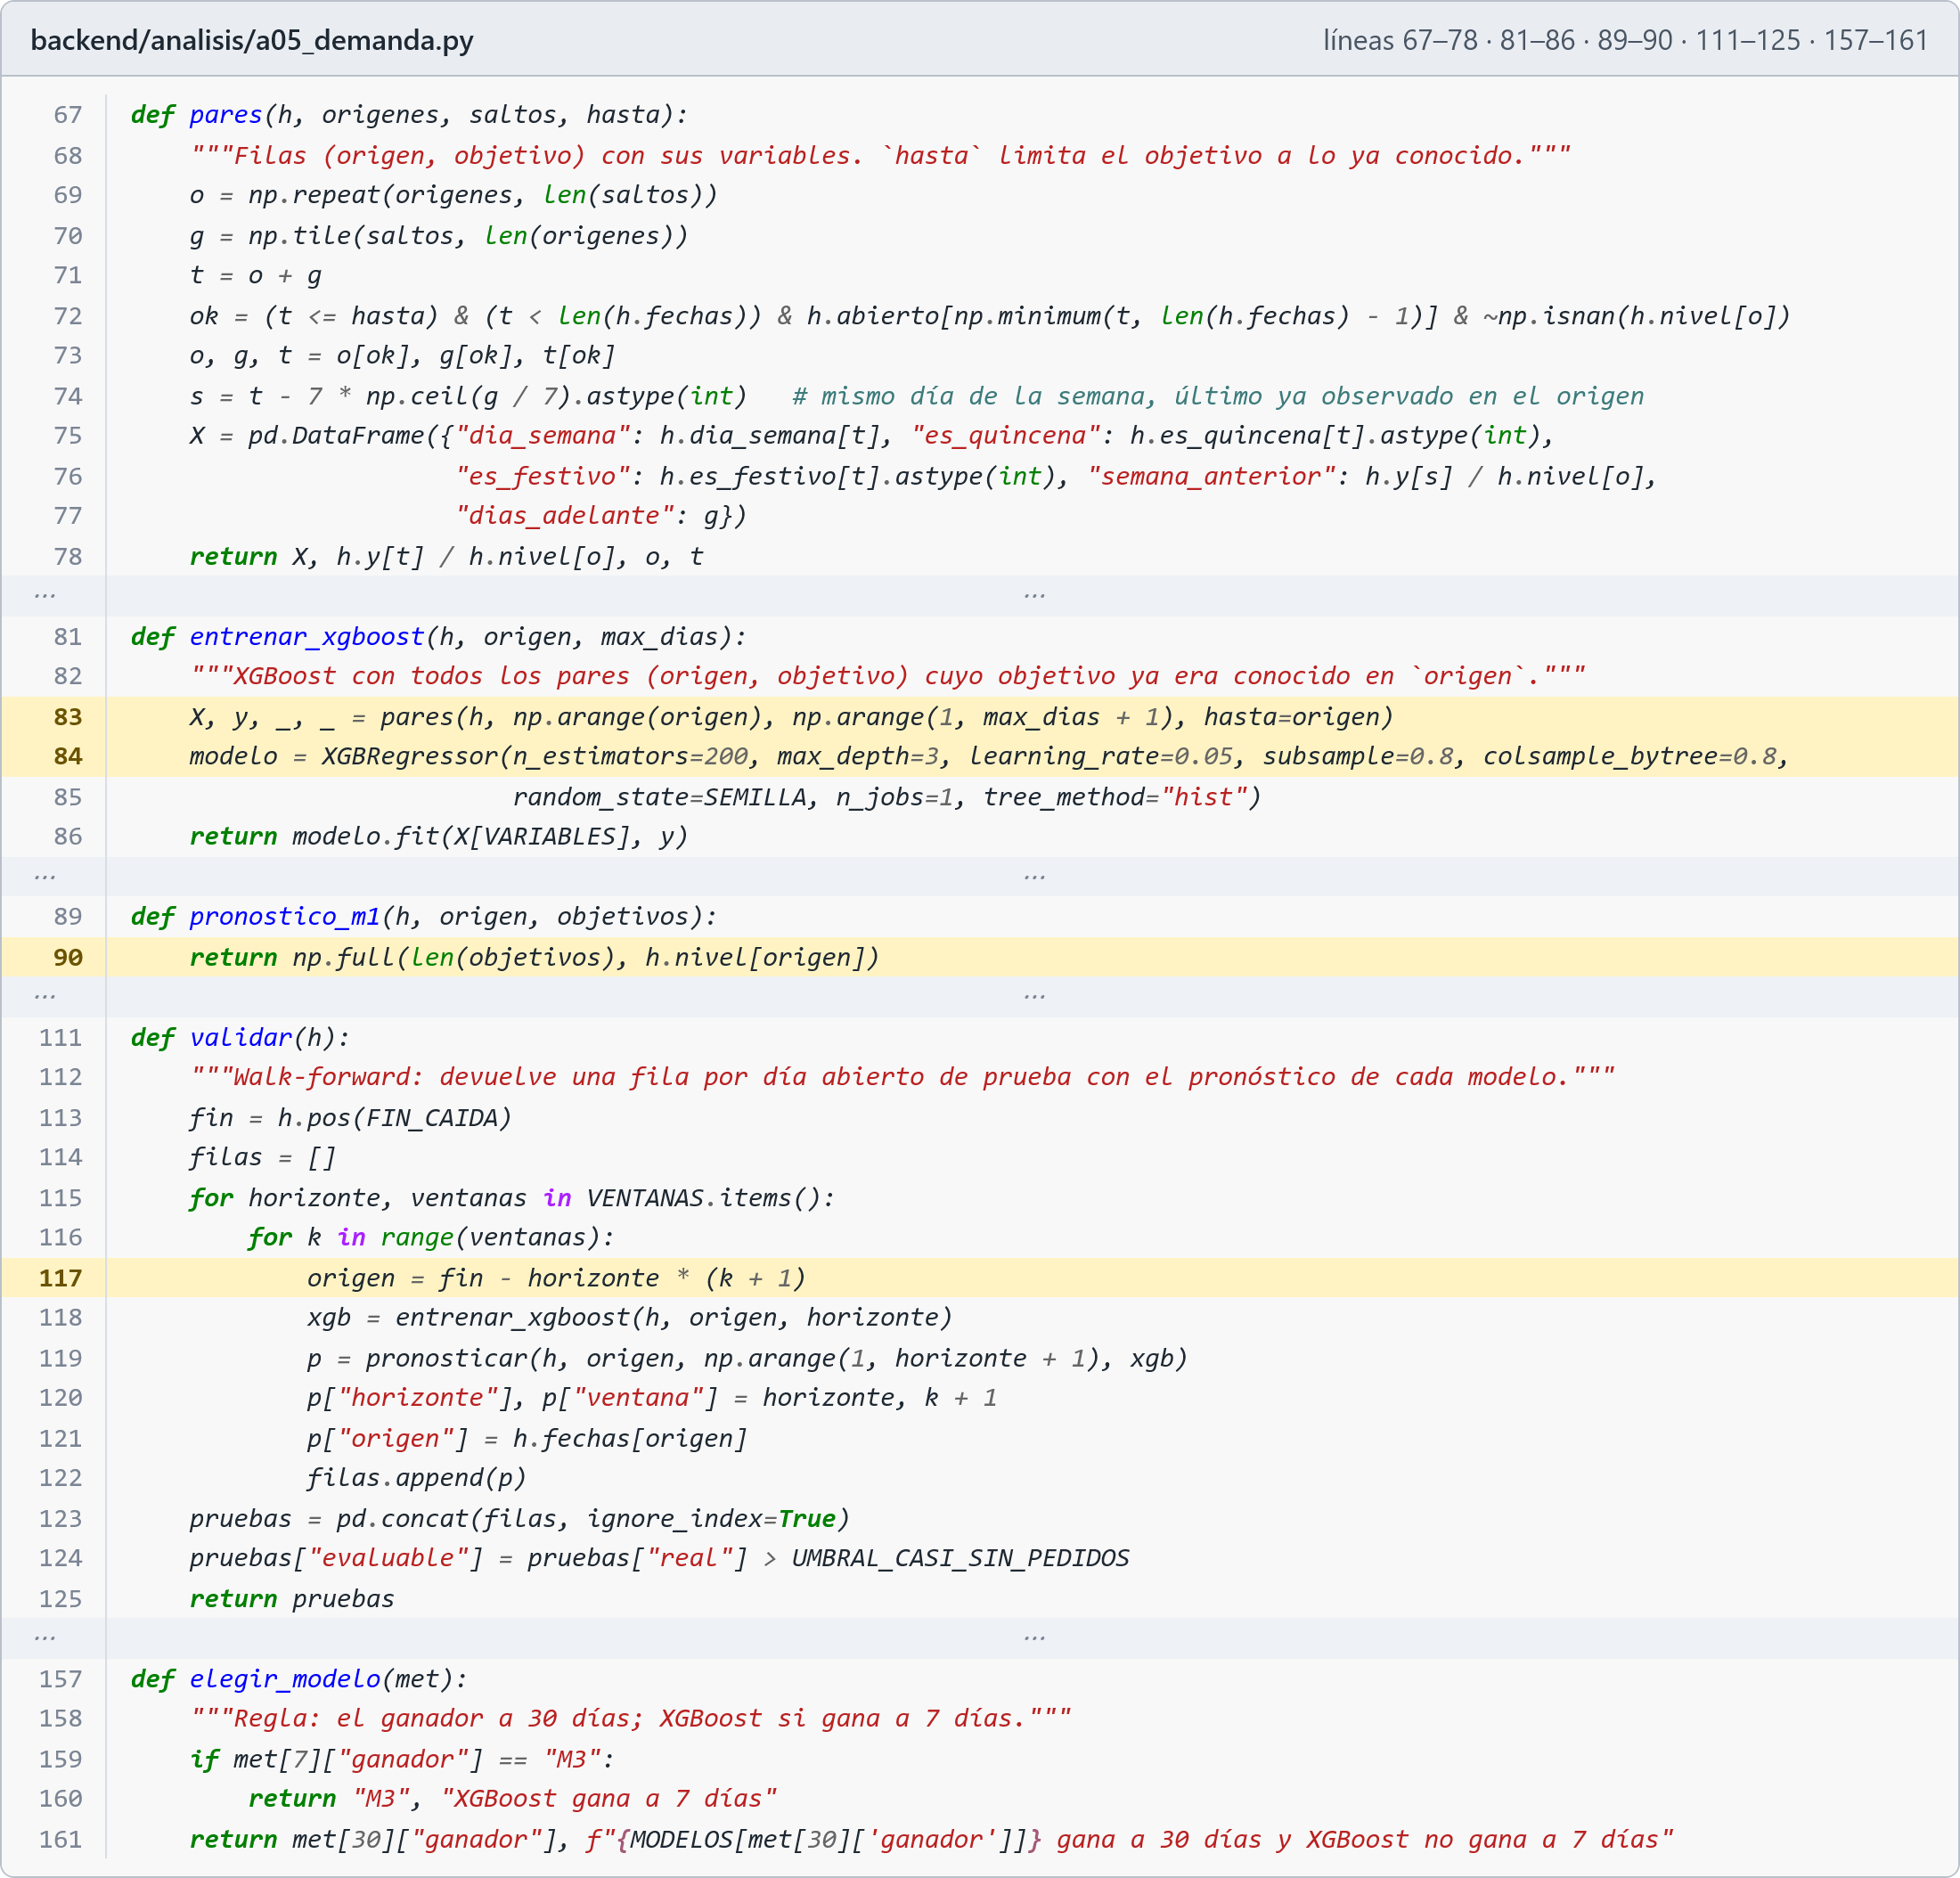 backend/analisis/a05_demanda.py
líneas 67–78 · 81–86 · 89–90 · 111–125 · 157–161
67 def pares(h, origenes, saltos, hasta):
68     """Filas (origen, objetivo) con sus variables. `hasta` limita el objetivo a lo ya conocido."""
69     o = np.repeat(origenes, len(saltos))
70     g = np.tile(saltos, len(origenes))
71     t = o + g
72     ok = (t <= hasta) & (t < len(h.fechas)) & h.abierto[np.minimum(t, len(h.fechas) - 1)] & ~np.isnan(h.nivel[o])
73     o, g, t = o[ok], g[ok], t[ok]
74     s = t - 7 * np.ceil(g / 7).astype(int)   # mismo día de la semana, último ya observado en el origen
75     X = pd.DataFrame({"dia_semana": h.dia_semana[t], "es_quincena": h.es_quincena[t].astype(int),
76                       "es_festivo": h.es_festivo[t].astype(int), "semana_anterior": h.y[s] / h.nivel[o],
77                       "dias_adelante": g})
78     return X, h.y[t] / h.nivel[o], o, t
... ...
81 def entrenar_xgboost(h, origen, max_dias):
82     """XGBoost con todos los pares (origen, objetivo) cuyo objetivo ya era conocido en `origen`."""
83     X, y, _, _ = pares(h, np.arange(origen), np.arange(1, max_dias + 1), hasta=origen)
84     modelo = XGBRegressor(n_estimators=200, max_depth=3, learning_rate=0.05, subsample=0.8, colsample_bytree=0.8,
85                           random_state=SEMILLA, n_jobs=1, tree_method="hist")
86     return modelo.fit(X[VARIABLES], y)
... ...
89 def pronostico_m1(h, origen, objetivos):
90     return np.full(len(objetivos), h.nivel[origen])
... ...
111 def validar(h):
112     """Walk-forward: devuelve una fila por día abierto de prueba con el pronóstico de cada modelo."""
113     fin = h.pos(FIN_CAIDA)
114     filas = []
115     for horizonte, ventanas in VENTANAS.items():
116         for k in range(ventanas):
117             origen = fin - horizonte * (k + 1)
118             xgb = entrenar_xgboost(h, origen, horizonte)
119             p = pronosticar(h, origen, np.arange(1, horizonte + 1), xgb)
120             p["horizonte"], p["ventana"] = horizonte, k + 1
121             p["origen"] = h.fechas[origen]
122             filas.append(p)
123     pruebas = pd.concat(filas, ignore_index=True)
124     pruebas["evaluable"] = pruebas["real"] > UMBRAL_CASI_SIN_PEDIDOS
125     return pruebas
... ...
157 def elegir_modelo(met):
158     """Regla: el ganador a 30 días; XGBoost si gana a 7 días."""
159     if met[7]["ganador"] == "M3":
160         return "M3", "XGBoost gana a 7 días"
161     return met[30]["ganador"], f"{MODELOS[met[30]['ganador']]} gana a 30 días y XGBoost no gana a 7 días"